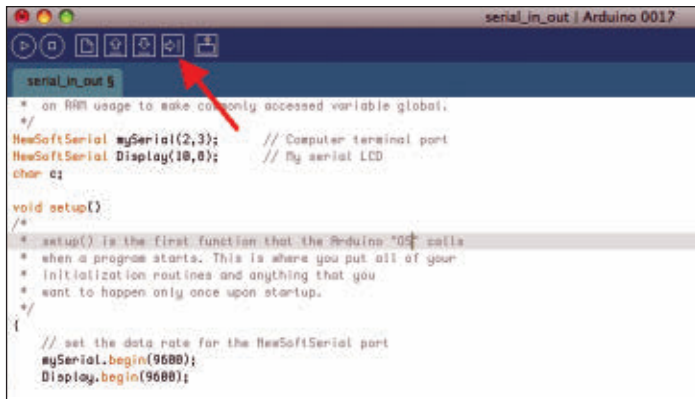 serial_in_out | Arduino 0017
serial_in_out §
* on RAM usage to make commonly accessed variable global.
*/
NewSoftSerial mySerial(2,3); // Computer terminal port
NewSoftSerial Display(10,0); // My serial LCD
char c;
void setup()
/*
* setup() is the first function that the Arduino "OS" calls
* when a program starts. This is where you put all of your
* initialization routines and anything that you
* want to happen only once upon startup.
*/
{
// set the data rate for the NewSoftSerial port
mySerial.begin(9600);
Display.begin(9600);